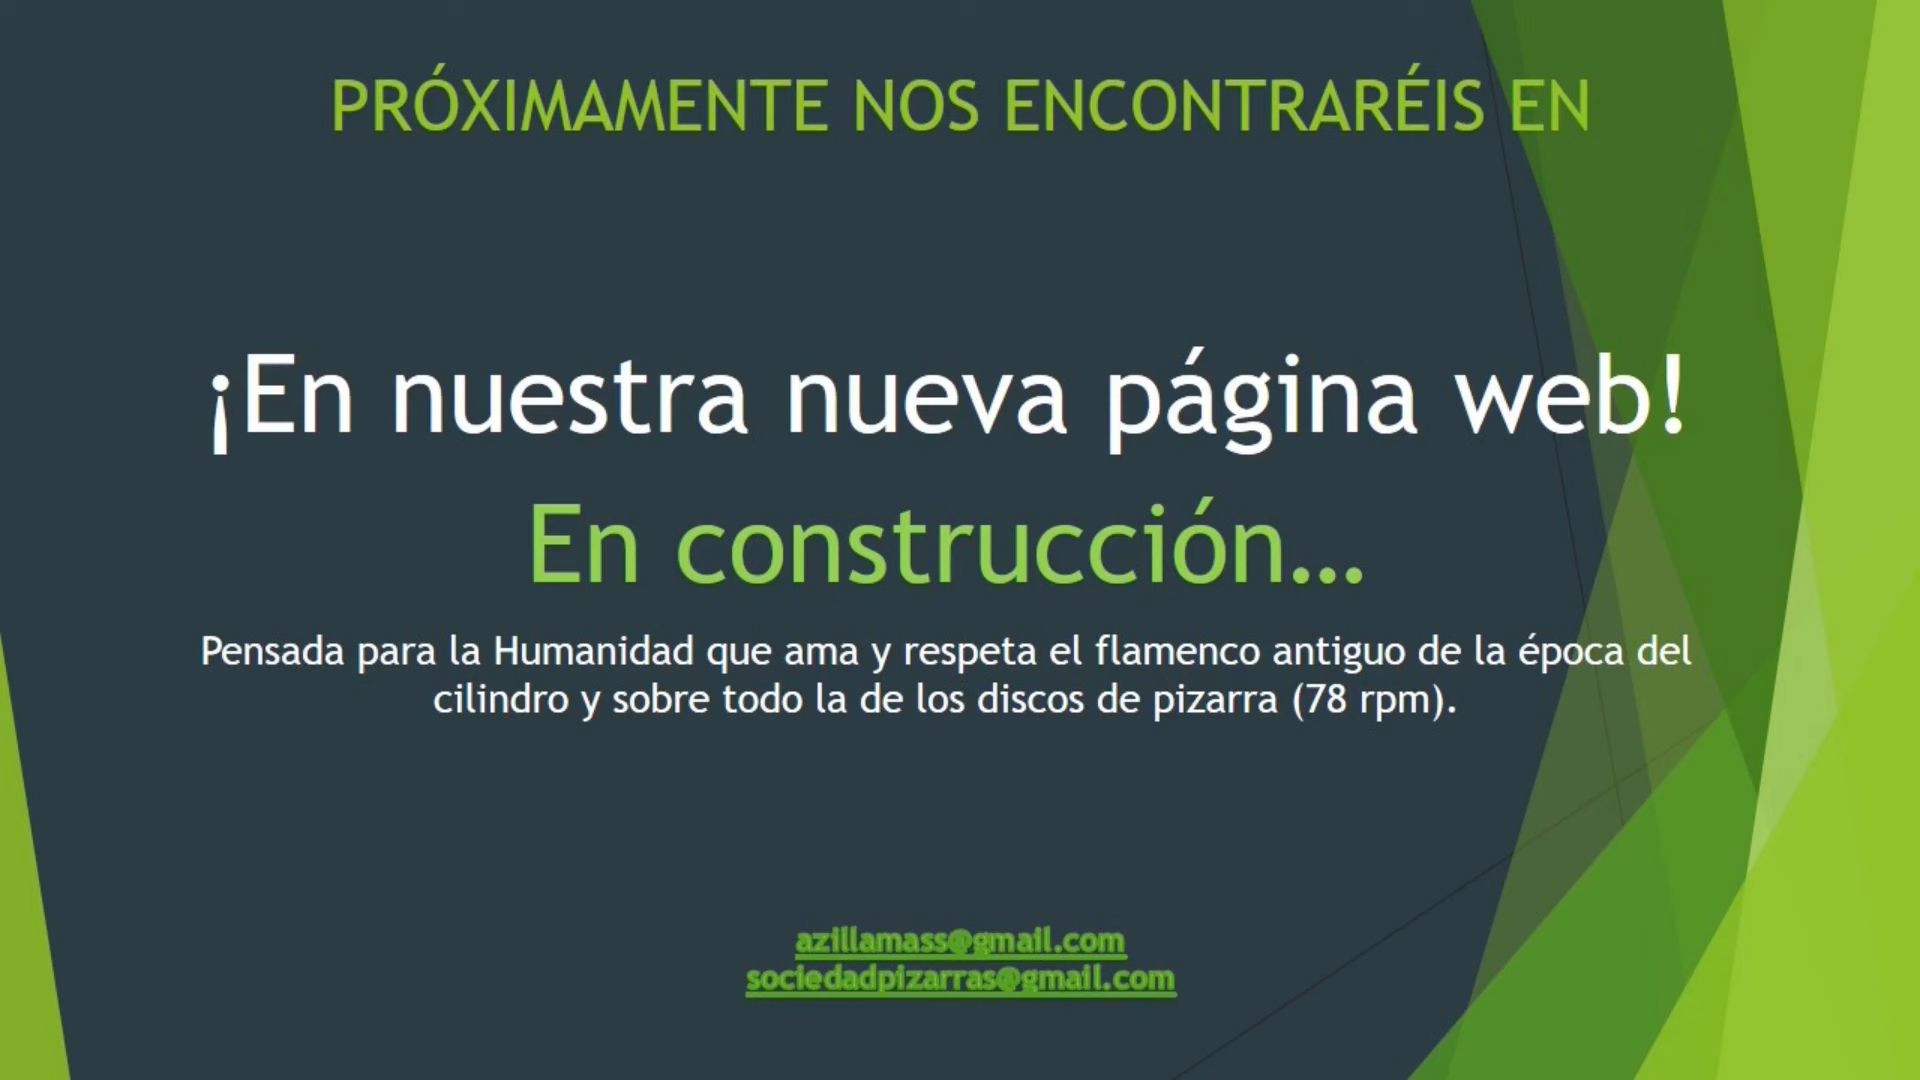 PRÓXIMAMENTE NOS ENCONTRARÉIS EN
¡En nuestra nueva página web!
En construcción...
Pensada para la Humanidad que ama y respeta el flamenco antiguo de la época del
cilindro y sobre todo la de los discos de pizarra (78 rpm).
azillamass@gmail.com
sociedadpizarras@gmail.com